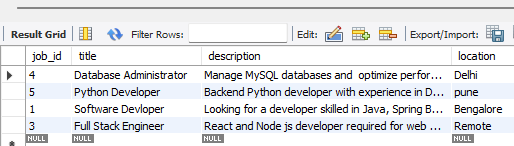 Result Grid Filter Rows: Edit: Export/Import:
job_id title description location
4 Database Administrator Manage MySQL databases and optimize perfor... Delhi
5 Python Developer Backend Python developer with experience in D... pune
1 Software Devloper Looking for a developer skilled in Java, Spring B... Bangalore
3 Full Stack Engineer React and Node js developer required for web ... Remote
NULL NULL NULL NULL